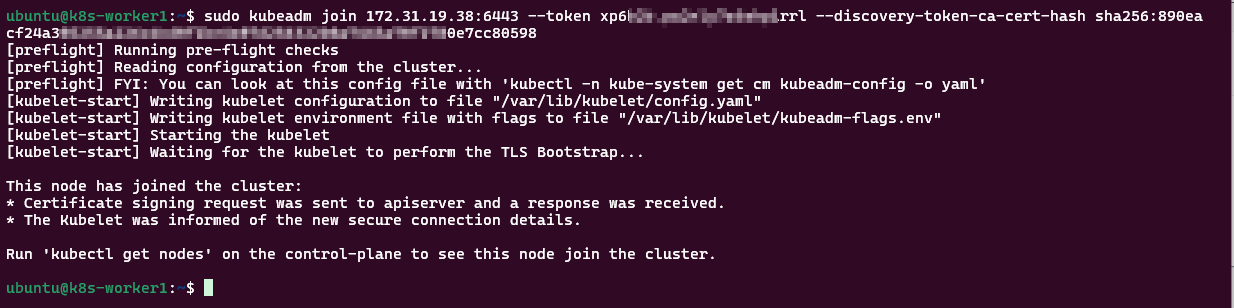 ubuntu@k8s-worker1:~$ sudo kubeadm join 172.31.19.38:6443 --token xp6 rrl --discovery-token-ca-cert-hash sha256:890ea
cf24a3 0e7cc80598
[preflight] Running pre-flight checks
[preflight] Reading configuration from the cluster...
[preflight] FYI: You can look at this config file with 'kubectl -n kube-system get cm kubeadm-config -o yaml'
[kubelet-start] Writing kubelet configuration to file "/var/lib/kubelet/config.yaml"
[kubelet-start] Writing kubelet environment file with flags to file "/var/lib/kubelet/kubeadm-flags.env"
[kubelet-start] Starting the kubelet
[kubelet-start] Waiting for the kubelet to perform the TLS Bootstrap...
This node has joined the cluster:
* Certificate signing request was sent to apiserver and a response was received.
* The Kubelet was informed of the new secure connection details.
Run 'kubectl get nodes' on the control-plane to see this node join the cluster.
ubuntu@k8s-worker1:~$